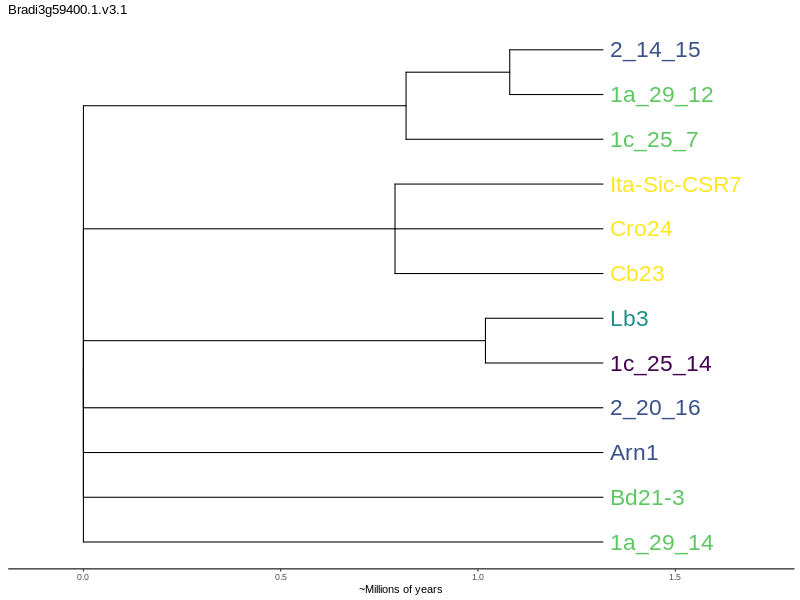 Bradi3g59400.1.v3.1
2_14_15
1a_29_12
1c_25_7
Ita-Sic-CSR7
Cro24
Cb23
Lb3
1c_25_14
2_20_16
Arn1
Bd21-3
1a_29_14
0.0 0.5 1.0 1.5
~Millions of years